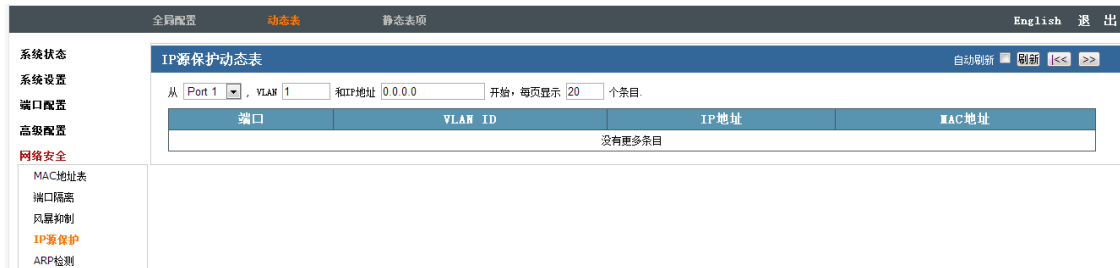 全局配置 动态表 静态表项 English 退 出
系统状态
系统设置
端口配置
高级配置
网络安全
MAC地址表
端口隔离
风暴抑制
IP源保护
ARP检测
IP源保护动态表 自动刷新 刷新 |<< >>
从 Port 1 , VLAN 1 和IP地址 0.0.0.0 开始，每页显示 20 个条目.
端口 VLAN ID IP地址 MAC地址
没有更多条目